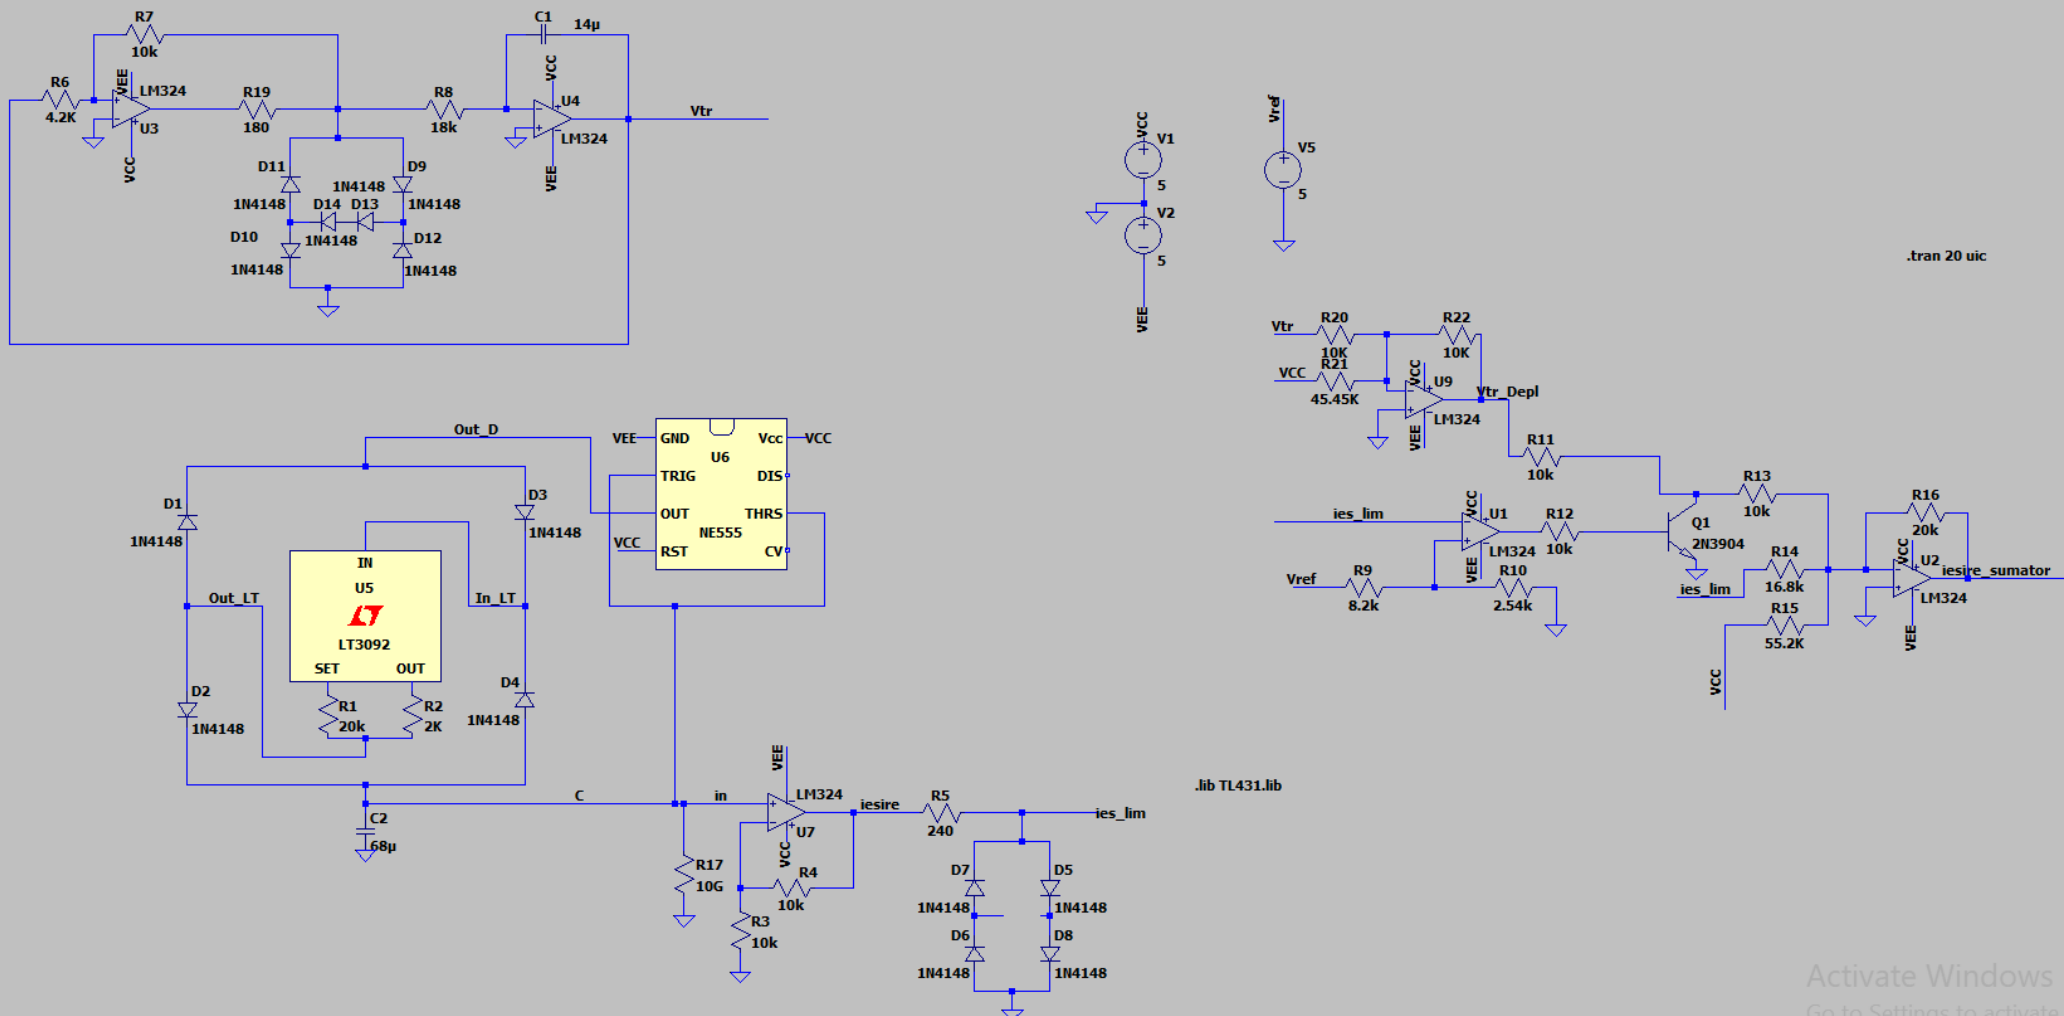 R7
10k
C1
14µ
R6
4.2K
VEE
LM324
U3
VCC
R19
180
R8
18k
VCC
U4
LM324
VEE
Vtr
D11
1N4148
D9
1N4148
1N4148
D14
D13
1N4148
D10
1N4148
D12
1N4148
VCC
V1
5
V2
5
VEE
Vref
V5
5
.tran 20 uic
Vtr
R20
10K
R22
10K
VCC
R21
45.45K
VCC
U9
LM324
VEE
Vtr_Depl
R11
10k
ies_lim
VCC
U1
LM324
VEE
R12
10k
Q1
2N3904
Vref
R9
8.2k
R10
2.54k
R13
10k
R14
16.8k
ies_lim
R15
55.2K
VCC
R16
20k
VCC
U2
LM324
VEE
iesire_sumator
Out_D
VEE
GND
Vcc
VCC
U6
TRIG
DIS
OUT
THRS
NE555
VCC
RST
CV
D1
1N4148
D3
1N4148
IN
U5
LT3092
SET
OUT
Out_LT
In_LT
R1
20k
R2
2K
D2
1N4148
D4
1N4148
C
in
C2
68µ
VEE
LM324
U7
VCC
iesire
R5
240
ies_lim
R17
10G
R4
10k
R3
10k
D7
1N4148
D5
1N4148
D6
1N4148
D8
1N4148
.lib TL431.lib
Activate Windows
Go to Settings to activate